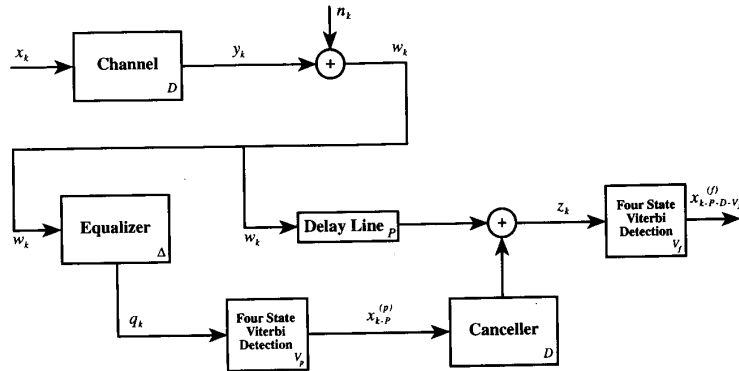 n_k
x_k
Channel
D
y_k
+
w_k
w_k
Equalizer
Δ
w_k
Delay Line
P
+
z_k
Four State
Viterbi
Detection
V_f
x^{(f)}_{k-P-D-V_f}
q_k
Four State
Viterbi
Detection
V_p
x^{(p)}_{k-P}
Canceller
D